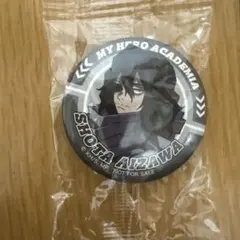 MY HERO ACADEMIA
SHOTA AIZAWA
NOT FOR SALE